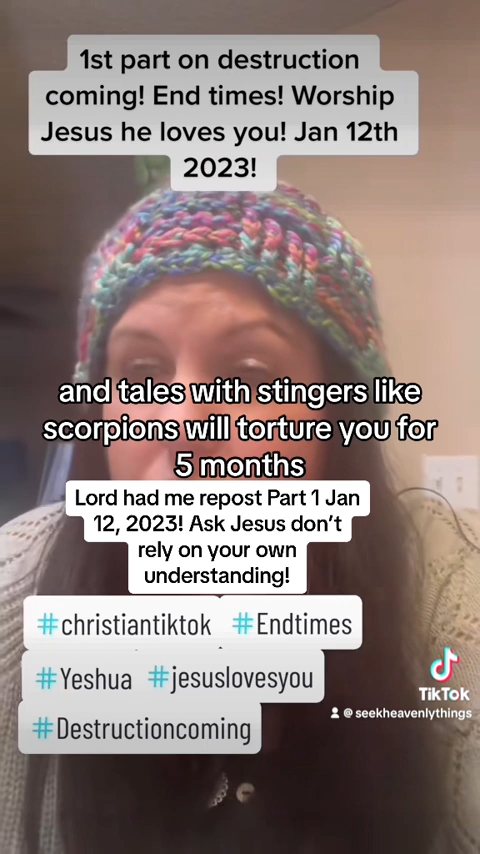 1st part on destruction
coming! End times! Worship
Jesus he loves you! Jan 12th
2023!
and tales with stingers like
scorpions will torture you for
5 months
Lord had me repost Part 1 Jan
12, 2023! Ask Jesus don’t
rely on your own
understanding!
#christiantiktok #Endtimes
#Yeshua #jesuslovesyou
#Destructioncoming
TikTok
@seekheavenlythings